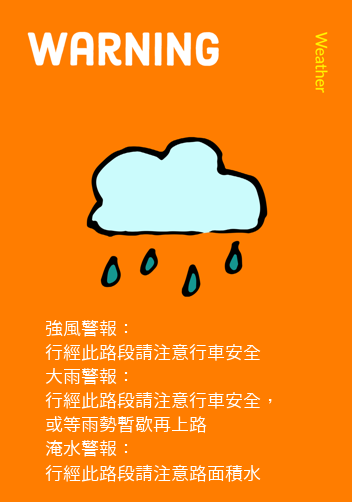 WARNING
Weather
強風警報：
行經此路段請注意行車安全
大雨警報：
行經此路段請注意行車安全，
或等雨勢暫歇再上路
淹水警報：
行經此路段請注意路面積水